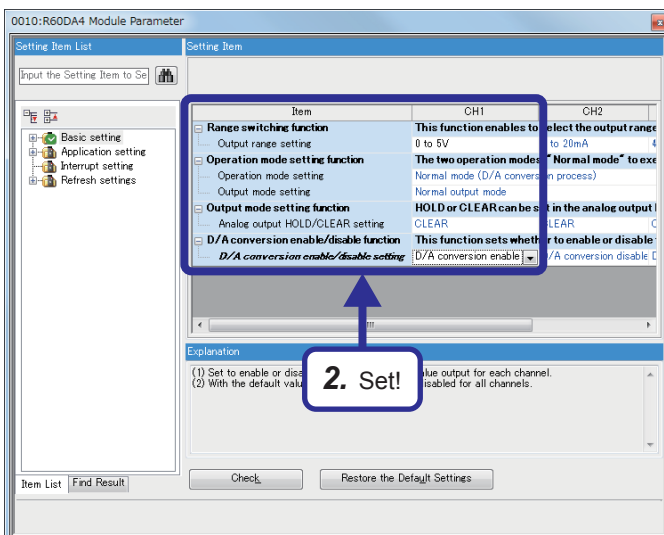 0010:R60DA4 Module Parameter
Setting Item List
Setting Item
Input the Setting Item to Se
Item CH1 CH2
Range switching function This function enables to select the output range
Output range setting 0 to 5V to 20mA 4
Operation mode setting function The two operation modes "Normal mode" to exe
Operation mode setting Normal mode (D/A conversion process)
Output mode setting Normal output mode
Output mode setting function HOLD or CLEAR can be set in the analog output
Analog output HOLD/CLEAR setting CLEAR CLEAR C
D/A conversion enable/disable function This function sets whether to enable or disable
D/A conversion enable/disable setting D/A conversion enable D/A conversion disable D
Basic setting
Application setting
Interrupt setting
Refresh settings
Explanation
(1) Set to enable or disa lue output for each channel.
(2) With the default valu isabled for all channels.
2. Set!
Item List Find Result
Check Restore the Default Settings